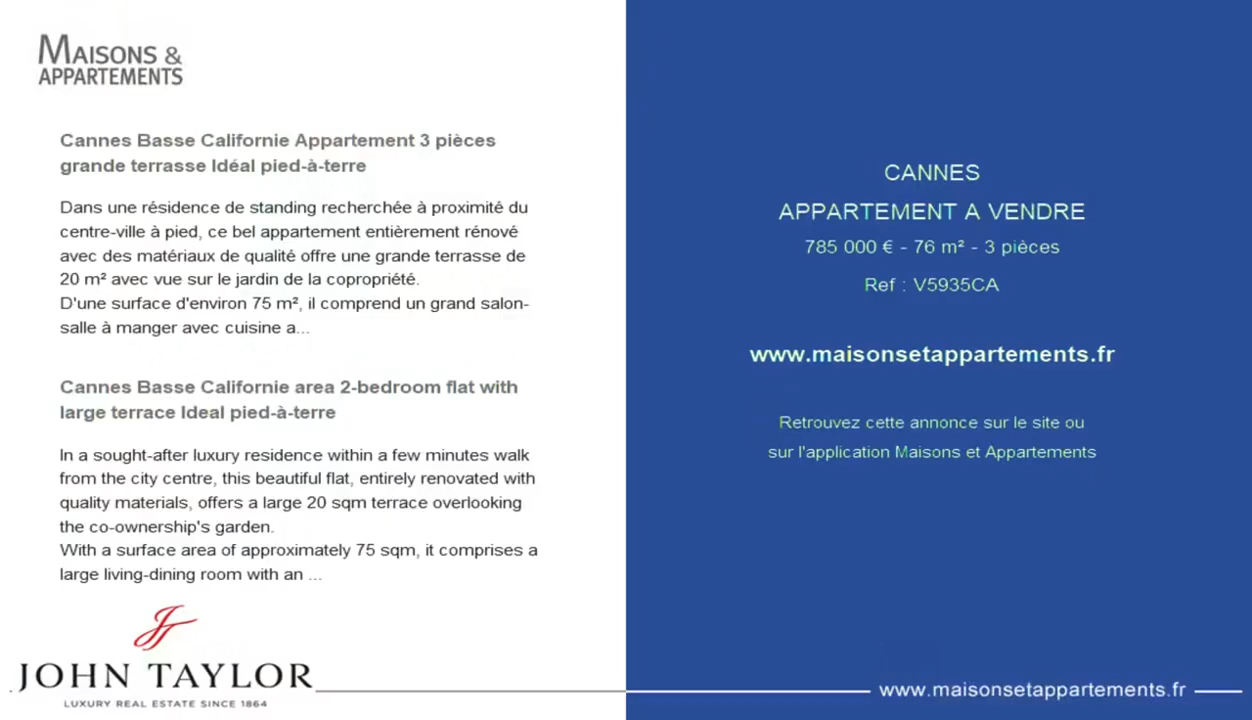 MAISONS &
APPARTEMENTS
Cannes Basse Californie Appartement 3 pièces
grande terrasse Idéal pied-à-terre
Dans une résidence de standing recherchée à proximité du
centre-ville à pied, ce bel appartement entièrement rénové
avec des matériaux de qualité offre une grande terrasse de
20 m² avec vue sur le jardin de la copropriété.
D'une surface d'environ 75 m², il comprend un grand salon-
salle à manger avec cuisine a...
Cannes Basse Californie area 2-bedroom flat with
large terrace Ideal pied-à-terre
In a sought-after luxury residence within a few minutes walk
from the city centre, this beautiful flat, entirely renovated with
quality materials, offers a large 20 sqm terrace overlooking
the co-ownership's garden.
With a surface area of approximately 75 sqm, it comprises a
large living-dining room with an ...
JT
JOHN TAYLOR
LUXURY REAL ESTATE SINCE 1864
CANNES
APPARTEMENT A VENDRE
785 000 € - 76 m² - 3 pièces
Ref : V5935CA
www.maisonsetappartements.fr
Retrouvez cette annonce sur le site ou
sur l'application Maisons et Appartements
www.maisonsetappartements.fr